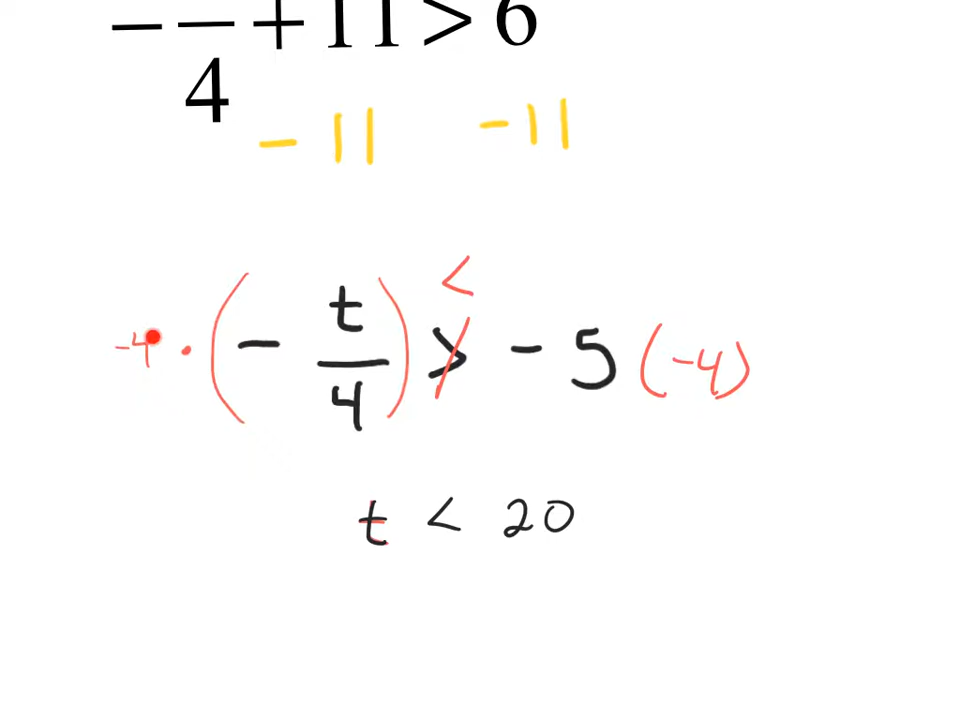 − — + 11 > 6
4
− 11 − 11
<
−4 · (− t/4) > − 5 (−4)
t < 20